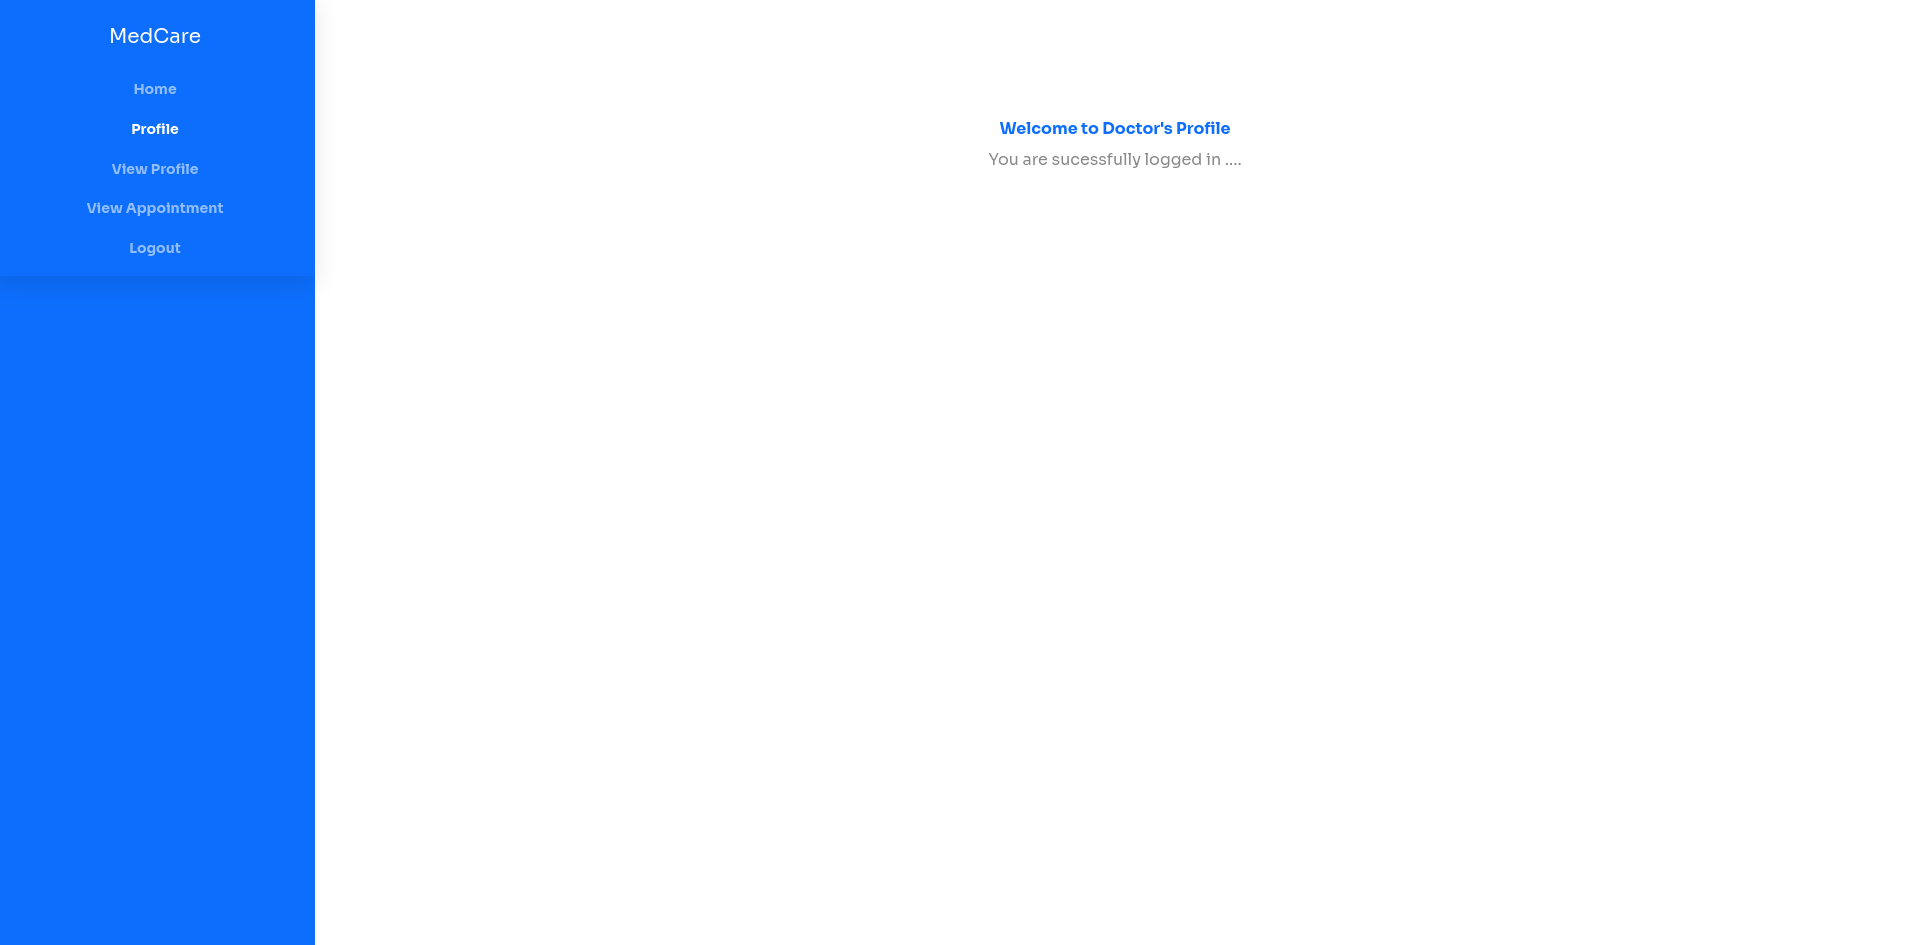 MedCare
Home
Profile
View Profile
View Appointment
Logout
Welcome to Doctor's Profile
You are sucessfully logged in ....